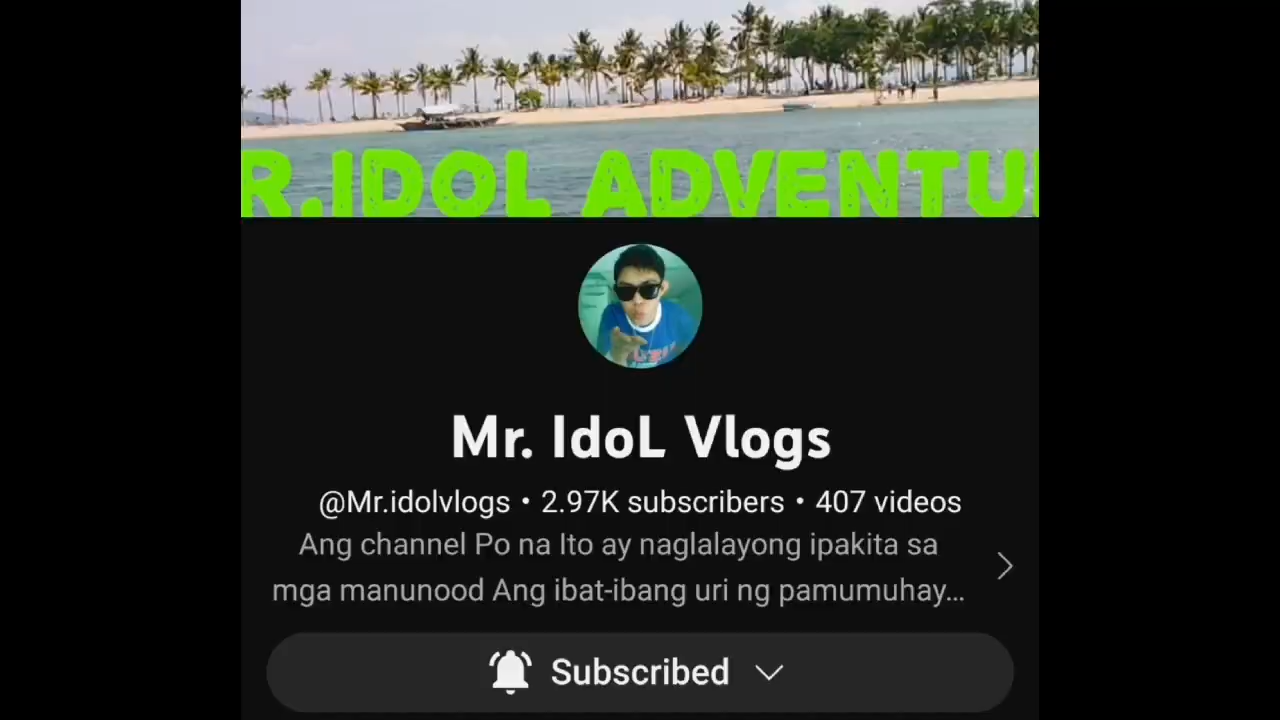 R.IDOL ADVENTU
Mr. IdoL Vlogs
@Mr.idolvlogs • 2.97K subscribers • 407 videos
Ang channel Po na Ito ay naglalayong ipakita sa
mga manunood Ang ibat-ibang uri ng pamumuhay...
Subscribed